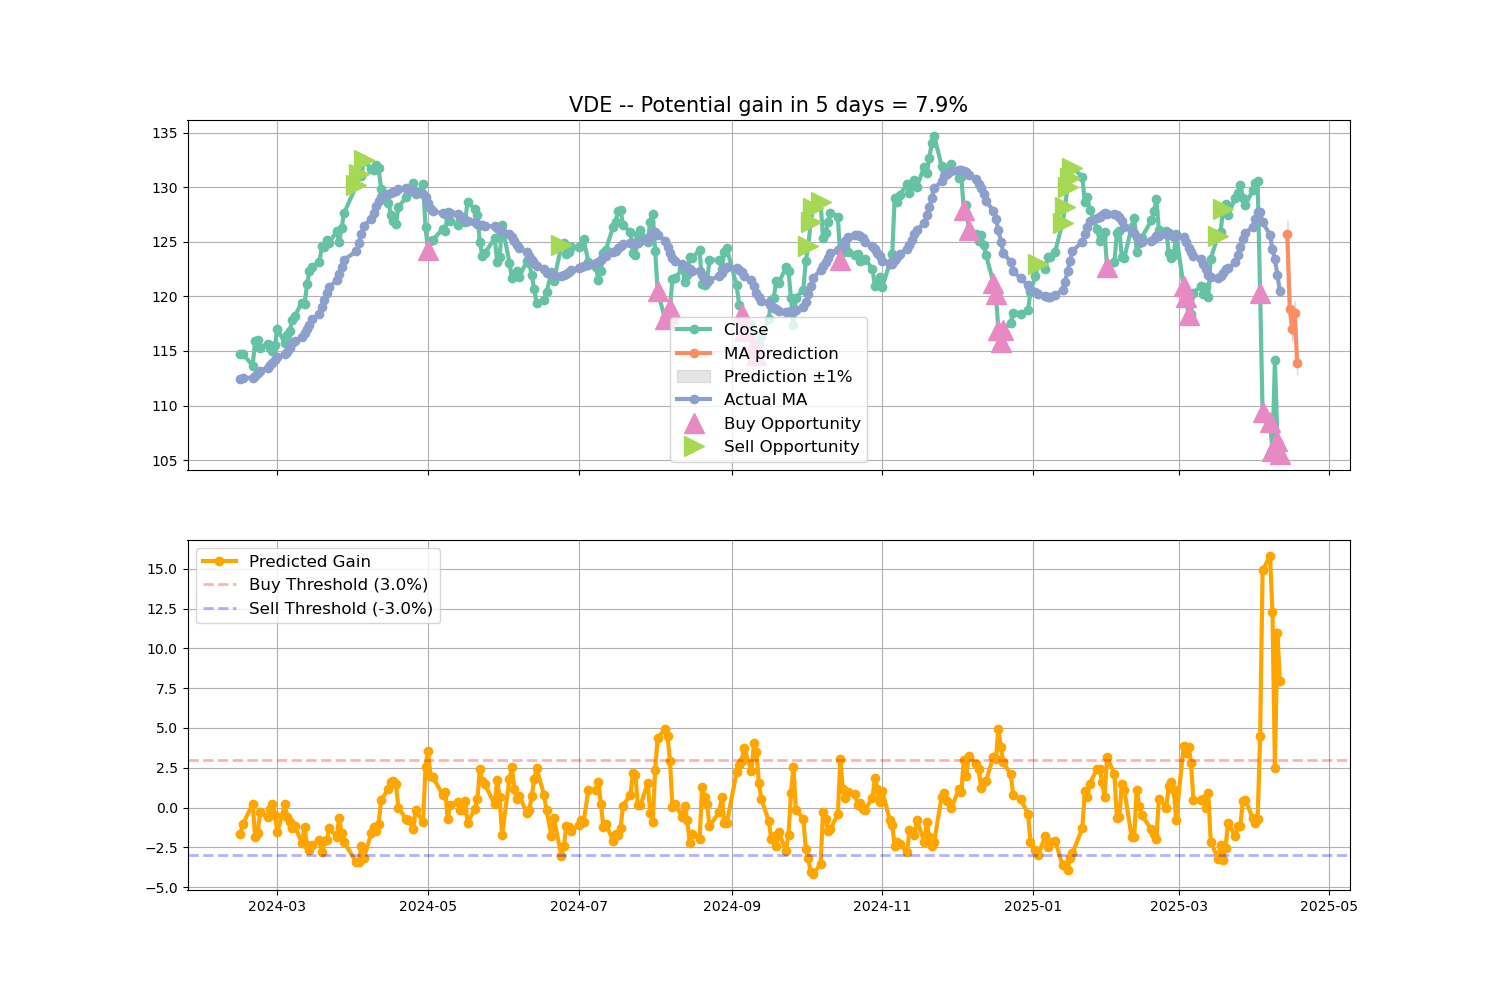 VDE -- Potential gain in 5 days = 7.9%
135
130
125
120
115
110
105
Close
MA prediction
Prediction ±1%
Actual MA
Buy Opportunity
Sell Opportunity
Predicted Gain
Buy Threshold (3.0%)
Sell Threshold (-3.0%)
15.0
12.5
10.0
7.5
5.0
2.5
0.0
−2.5
−5.0
2024-03 2024-05 2024-07 2024-09 2024-11 2025-01 2025-03 2025-05